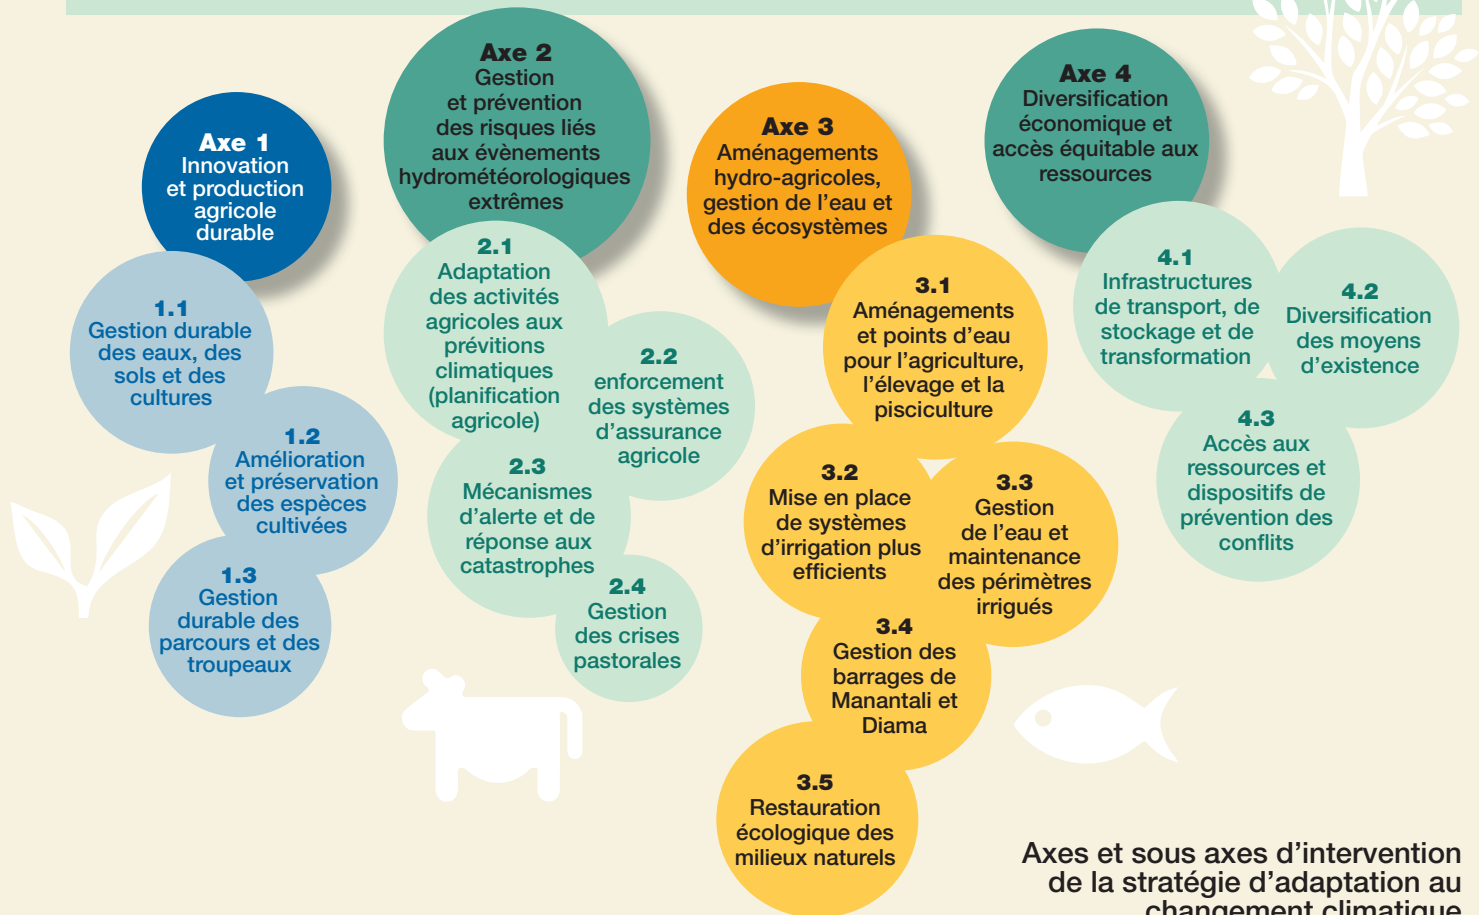 Axe 1
Innovation
et production
agricole
durable
1.1
Gestion durable
des eaux, des
sols et des
cultures
1.2
Amélioration
et préservation
des espèces
cultivées
1.3
Gestion
durable des
parcours et des
troupeaux
Axe 2
Gestion
et prévention
des risques liés
aux évènements
hydrométéorologiques
extrêmes
2.1
Adaptation
des activités
agricoles aux
prévitions
climatiques
(planification
agricole)
2.2
enforcement
des systèmes
d'assurance
agricole
2.3
Mécanismes
d'alerte et de
réponse aux
catastrophes
2.4
Gestion
des crises
pastorales
Axe 3
Aménagements
hydro-agricoles,
gestion de l'eau et
des écosystèmes
3.1
Aménagements
et points d'eau
pour l'agriculture,
l'élevage et la
pisciculture
3.2
Mise en place
de systèmes
d'irrigation plus
efficients
3.3
Gestion
de l'eau et
maintenance
des périmètres
irrigués
3.4
Gestion des
barrages de
Manantali et
Diama
3.5
Restauration
écologique des
milieux naturels
Axe 4
Diversification
économique et
accès équitable aux
ressources
4.1
Infrastructures
de transport, de
stockage et de
transformation
4.2
Diversification
des moyens
d'existence
4.3
Accès aux
ressources et
dispositifs de
prévention des
conflits
Axes et sous axes d'intervention
de la stratégie d'adaptation au
changement climatique